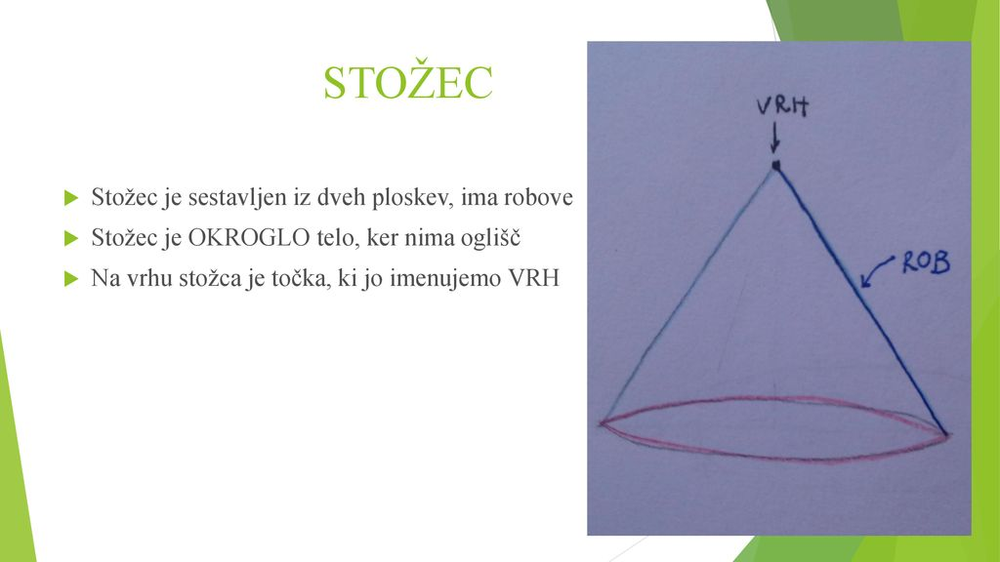 STOŽEC
Stožec je sestavljen iz dveh ploskev, ima robove
Stožec je OKROGLO telo, ker nima oglišč
Na vrhu stožca je točka, ki jo imenujemo VRH
VRH
ROB